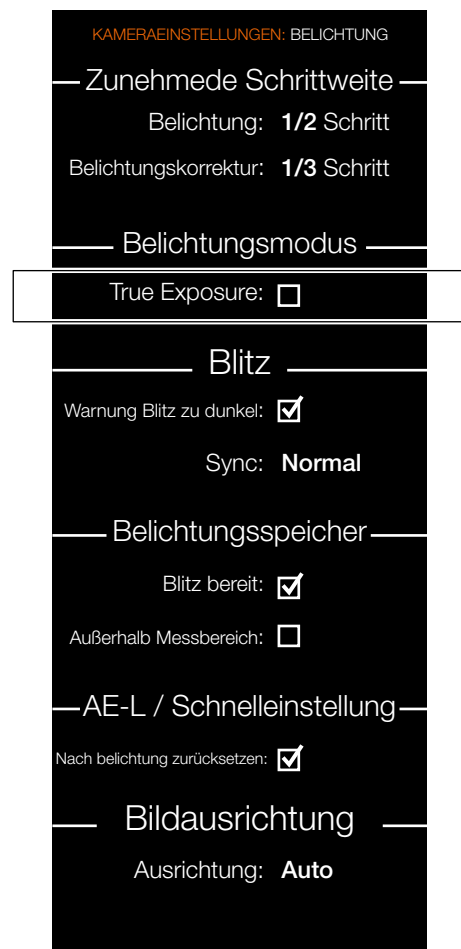 KAMERAEINSTELLUNGEN: BELICHTUNG
Zunehmede Schrittweite
Belichtung: 1/2 Schritt
Belichtungskorrektur: 1/3 Schritt
Belichtungsmodus
True Exposure:
Blitz
Warnung Blitz zu dunkel:
Sync: Normal
Belichtungsspeicher
Blitz bereit:
Außerhalb Messbereich:
AE-L / Schnelleinstellung
Nach belichtung zurücksetzen:
Bildausrichtung
Ausrichtung: Auto